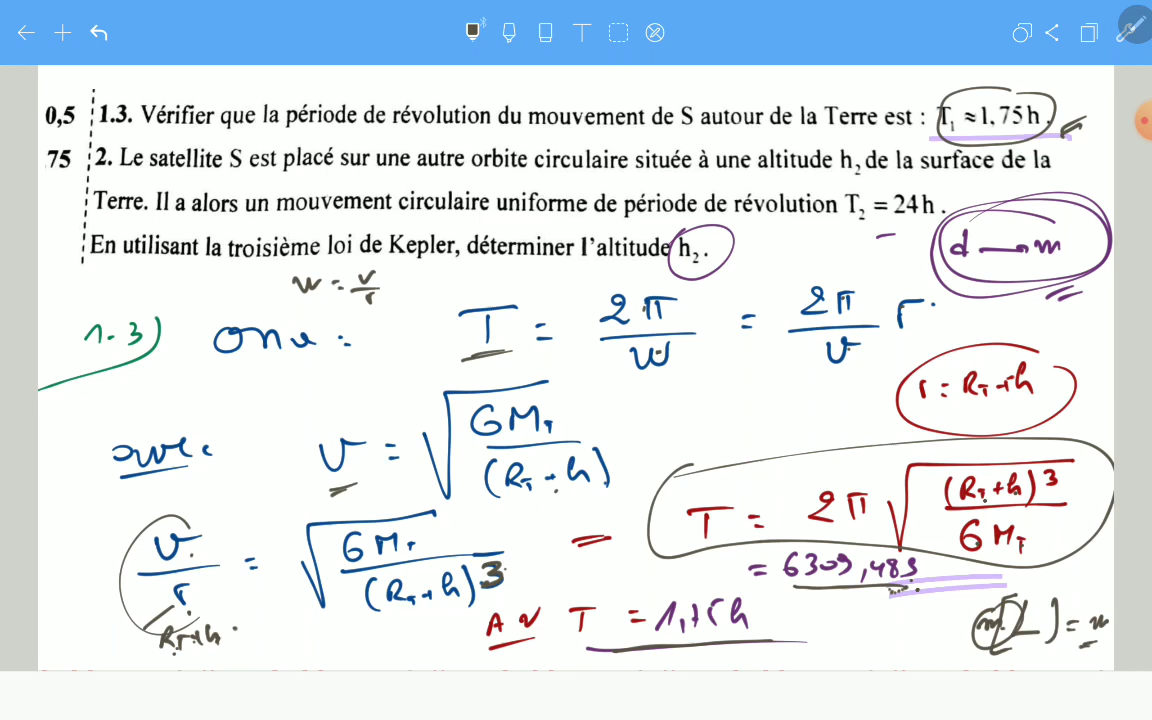 0,5 1.3. Vérifier que la période de révolution du mouvement de S autour de la Terre est : T₁ ≈ 1,75 h.
75 2. Le satellite S est placé sur une autre orbite circulaire située à une altitude h₂ de la surface de la
Terre. Il a alors un mouvement circulaire uniforme de période de révolution T₂ = 24 h.
En utilisant la troisième loi de Kepler, déterminer l'altitude h₂.
d → m
w = v/r
1.3) on a : T = 2π/w = 2π/v r
r = R_T + h
avec v = √(GM_T/(R_T + h))
T = 2π √((R_T + h)³/GM_T)
v/r = √(GM_T/(R_T + h)³)
= 6309,483
R_T + h
A N T = 1,75 h